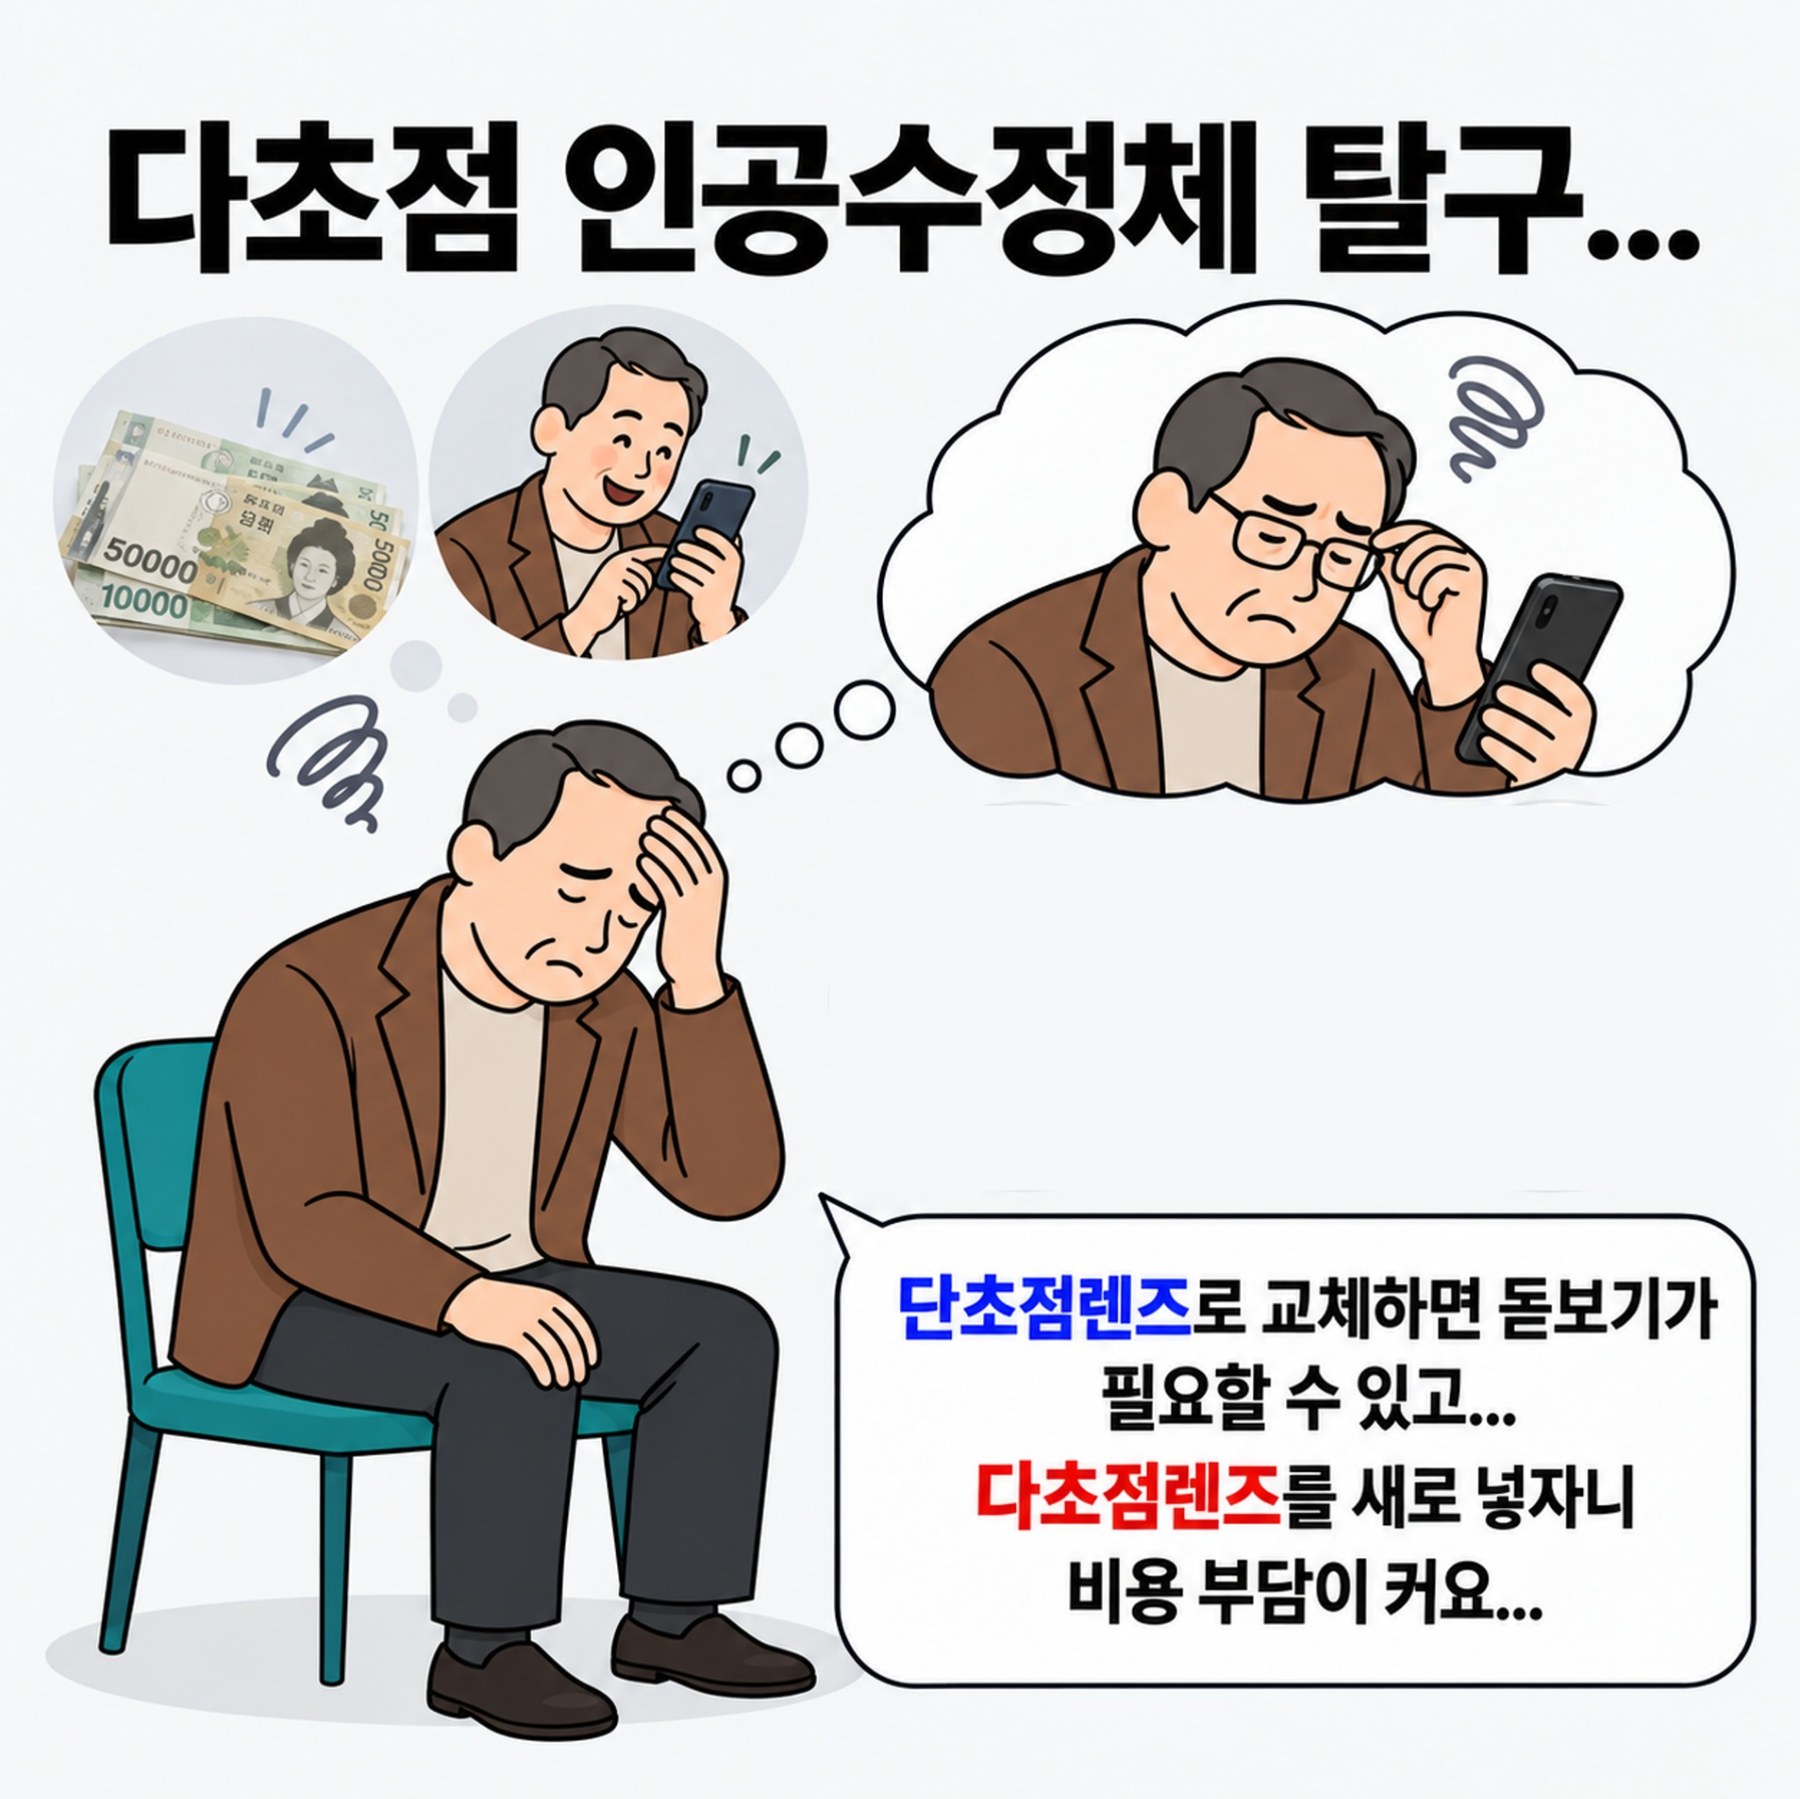 다초점 인공수정체 탈구...
50000
10000
단초점렌즈로 교체하면 돋보기가
필요할 수 있고...
다초점렌즈를 새로 넣자니
비용 부담이 커요...